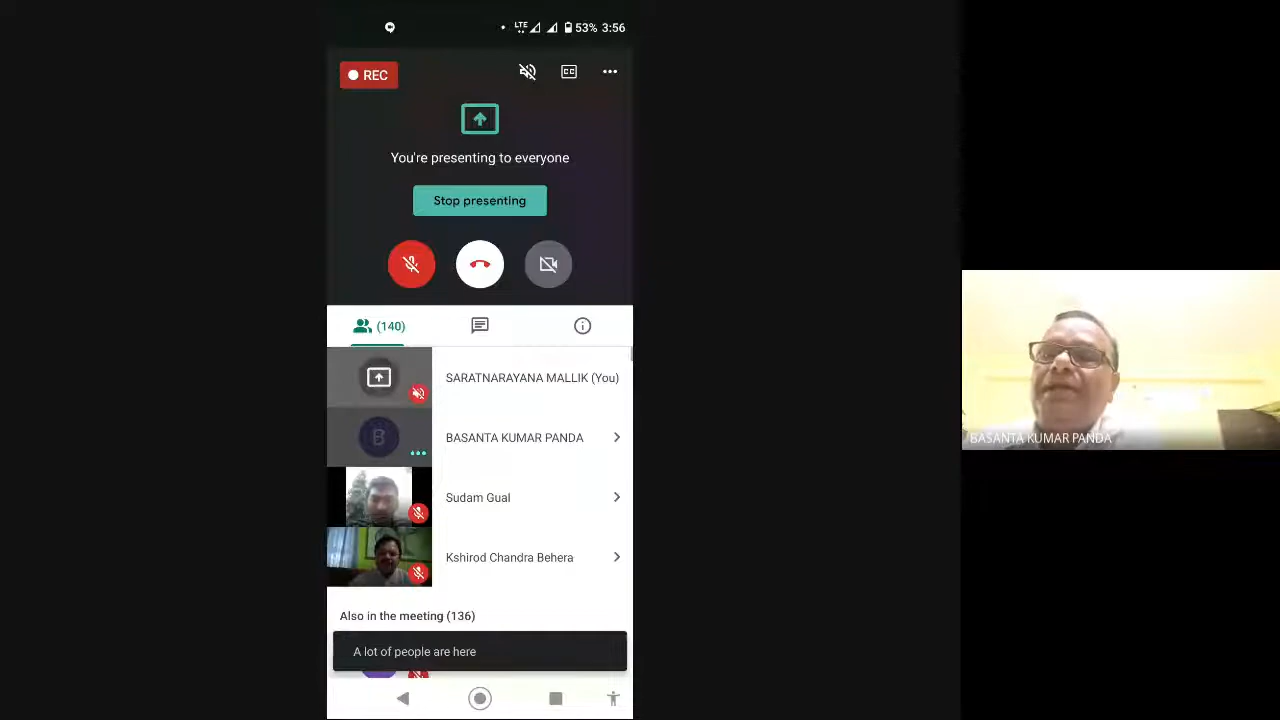 LTE 53% 3:56
REC CC
You're presenting to everyone
Stop presenting
(140)
SARATNARAYANA MALLIK (You)
B
BASANTA KUMAR PANDA
Sudam Gual
Kshirod Chandra Behera
Also in the meeting (136)
A lot of people are here
BASANTA KUMAR PANDA